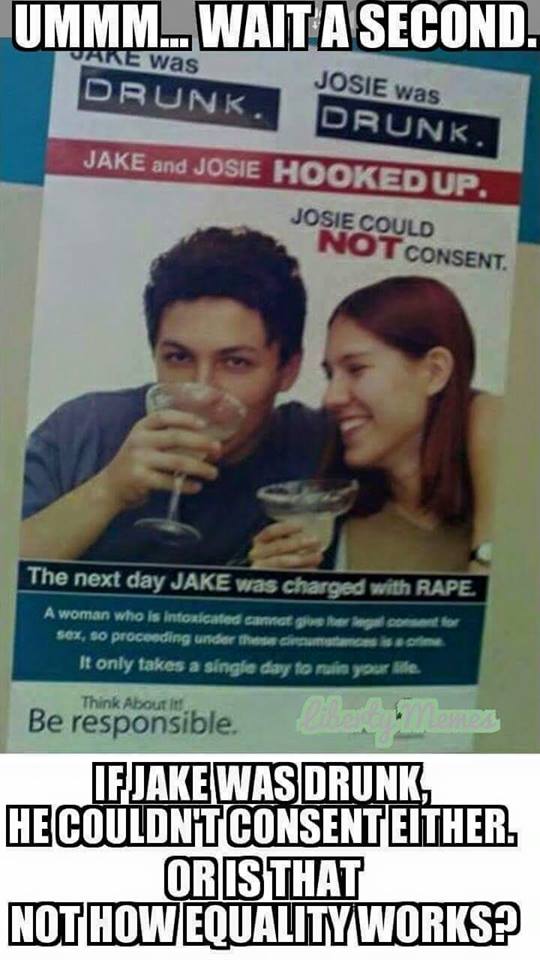 UMMM... WAIT A SECOND.
JAKE was
DRUNK.
JOSIE was
DRUNK.
JAKE and JOSIE HOOKED UP.
JOSIE COULD
NOT CONSENT.
The next day JAKE was charged with RAPE.
A woman who is intoxicated cannot give her legal consent for
sex, so proceeding under these circumstances is a crime.
It only takes a single day to ruin your life.
Think About It!
Be responsible.
Liberty Memes
IF JAKE WAS DRUNK,
HE COULDN'T CONSENT EITHER.
OR IS THAT
NOT HOW EQUALITY WORKS?